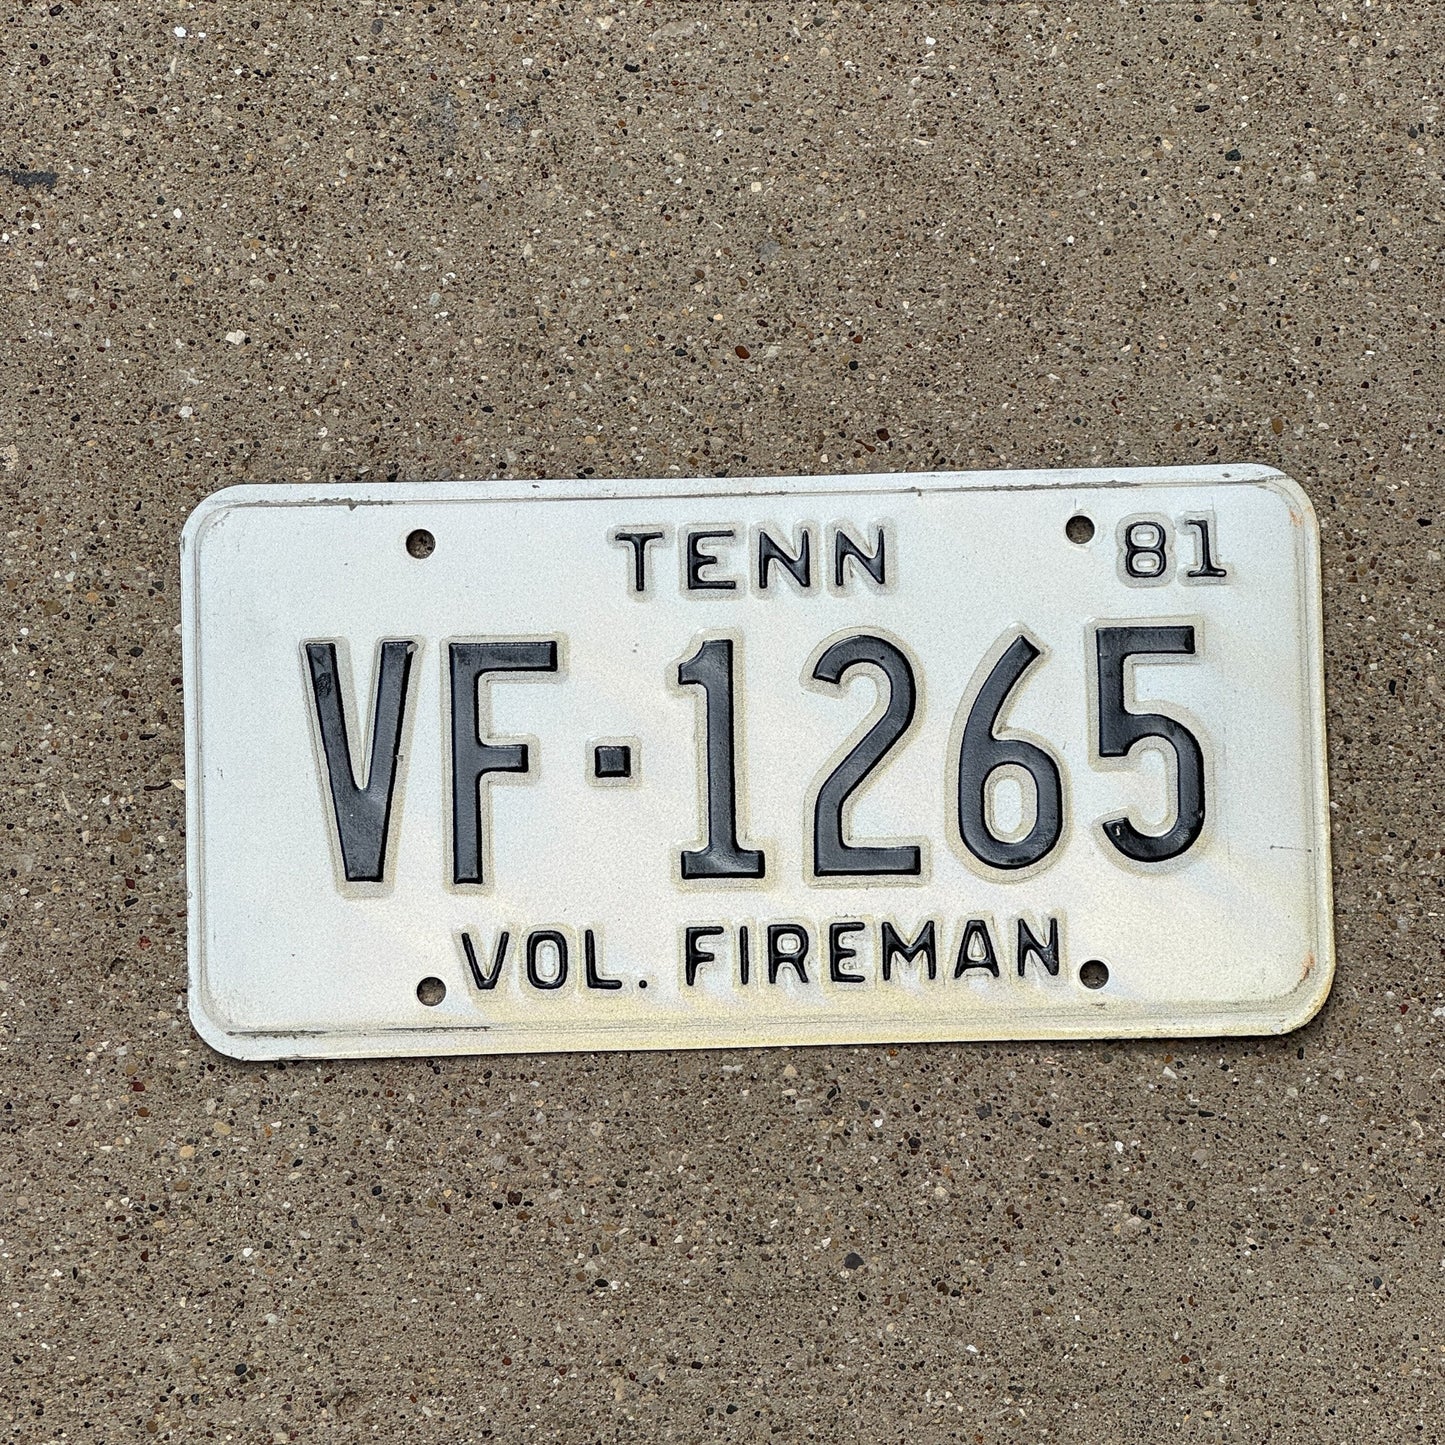 TENN 81
VF-1265
VOL. FIREMAN